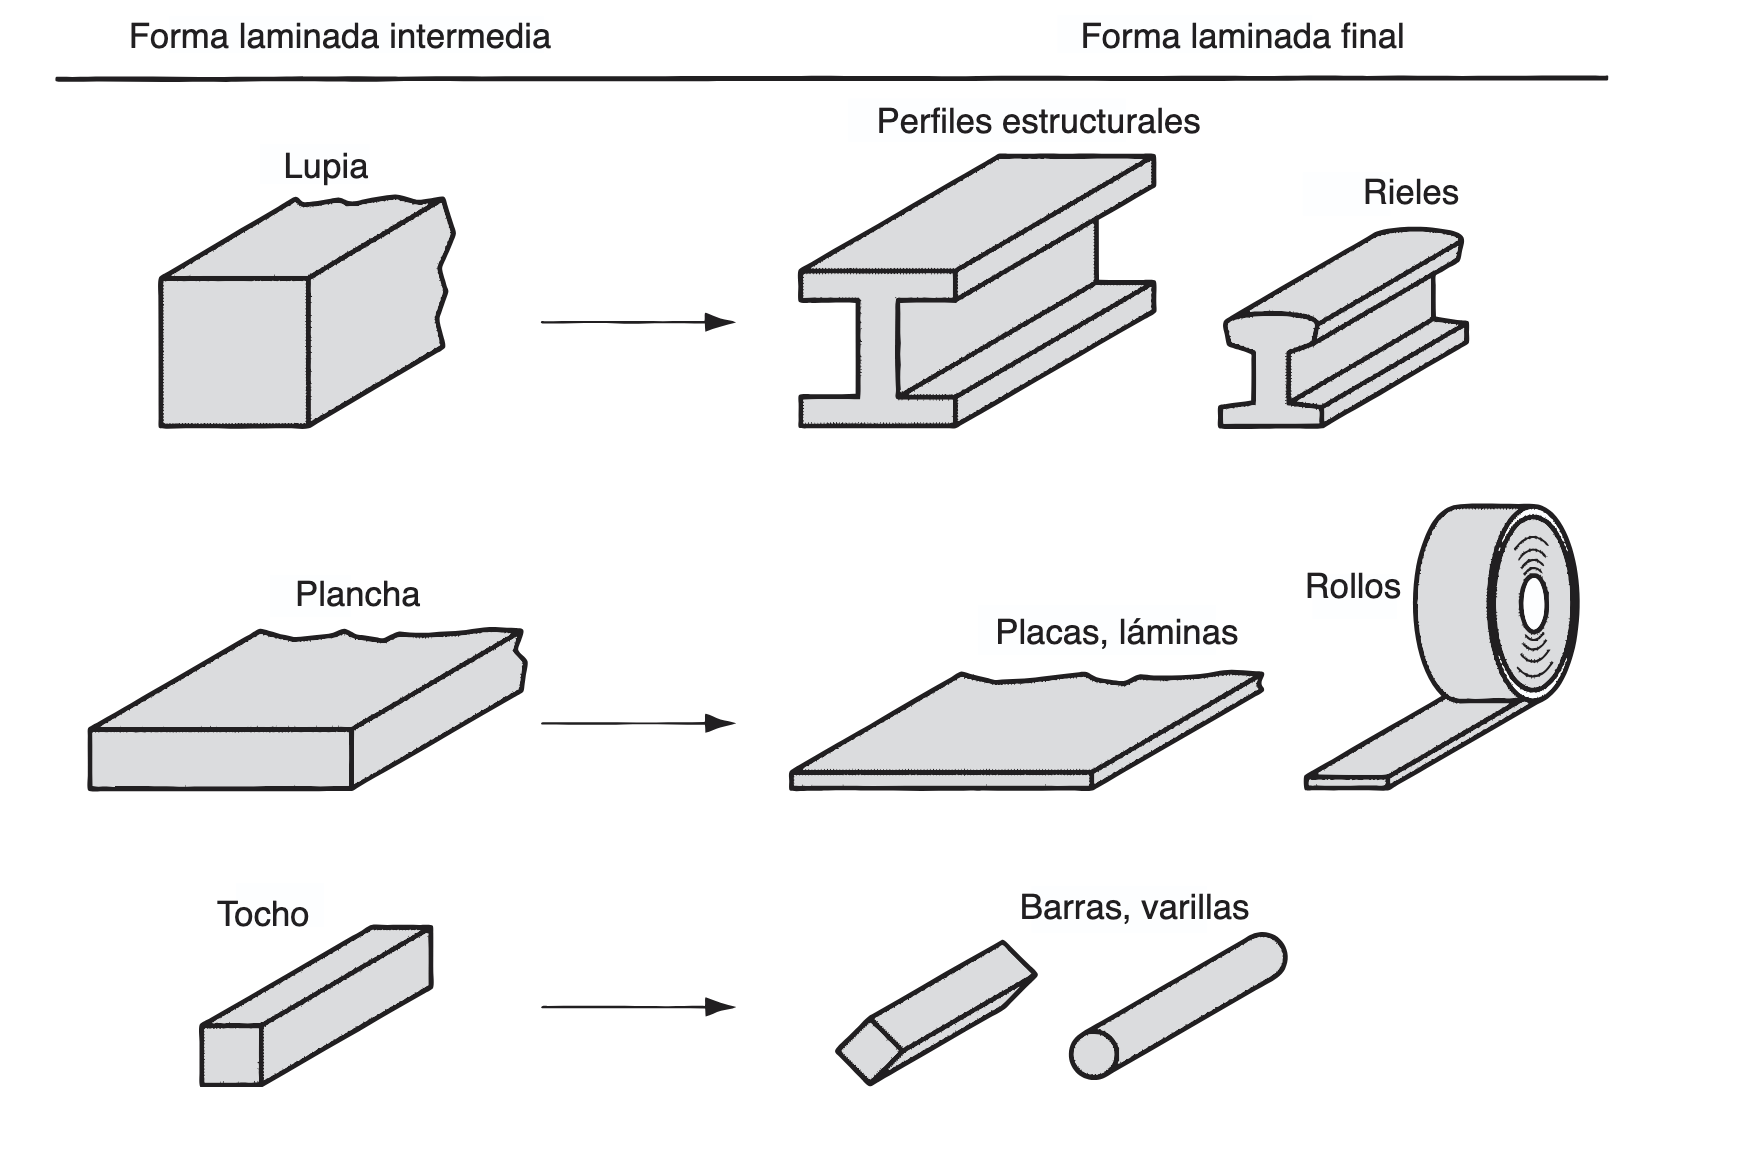 Forma laminada intermedia
Forma laminada final
Perfiles estructurales
Lupia
Rieles
Plancha
Rollos
Placas, láminas
Tocho
Barras, varillas